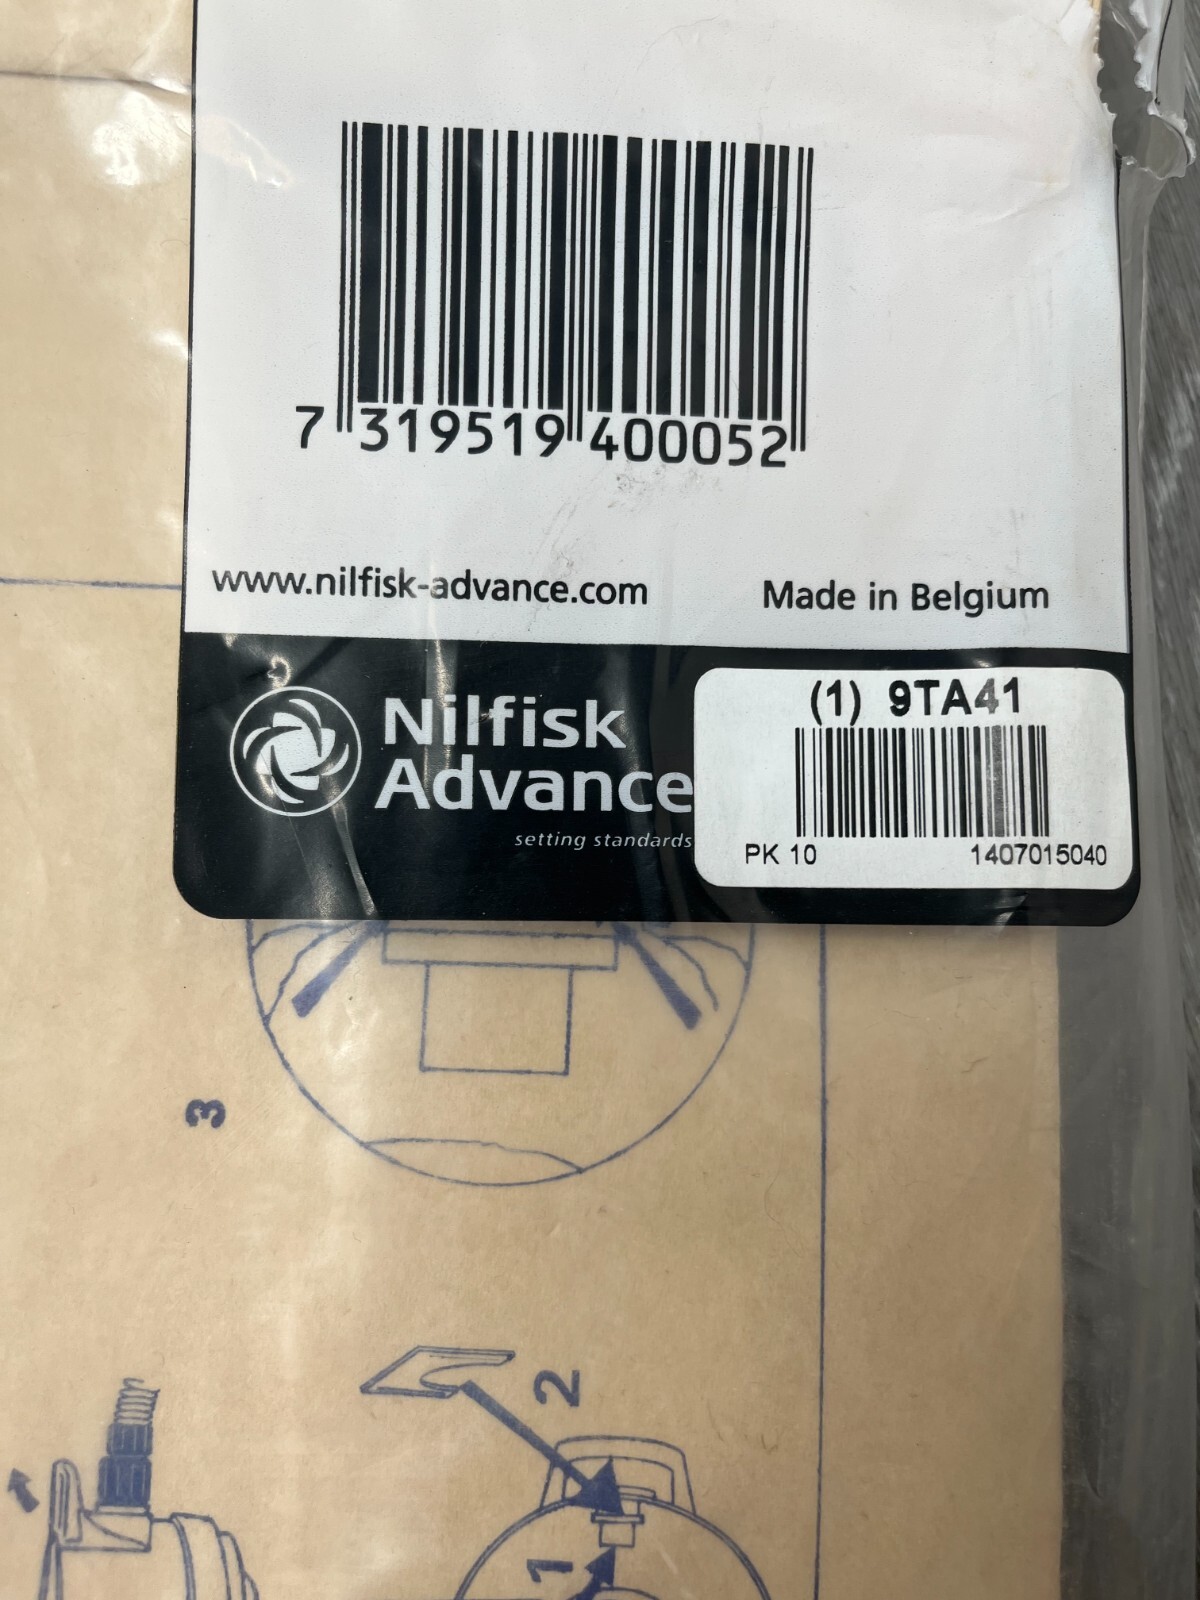 7 319519 400052
www.nilfisk-advance.com
Made in Belgium
Nilfisk
Advance
setting standards
(1) 9TA41
PK 10
1407015040
3
2
1